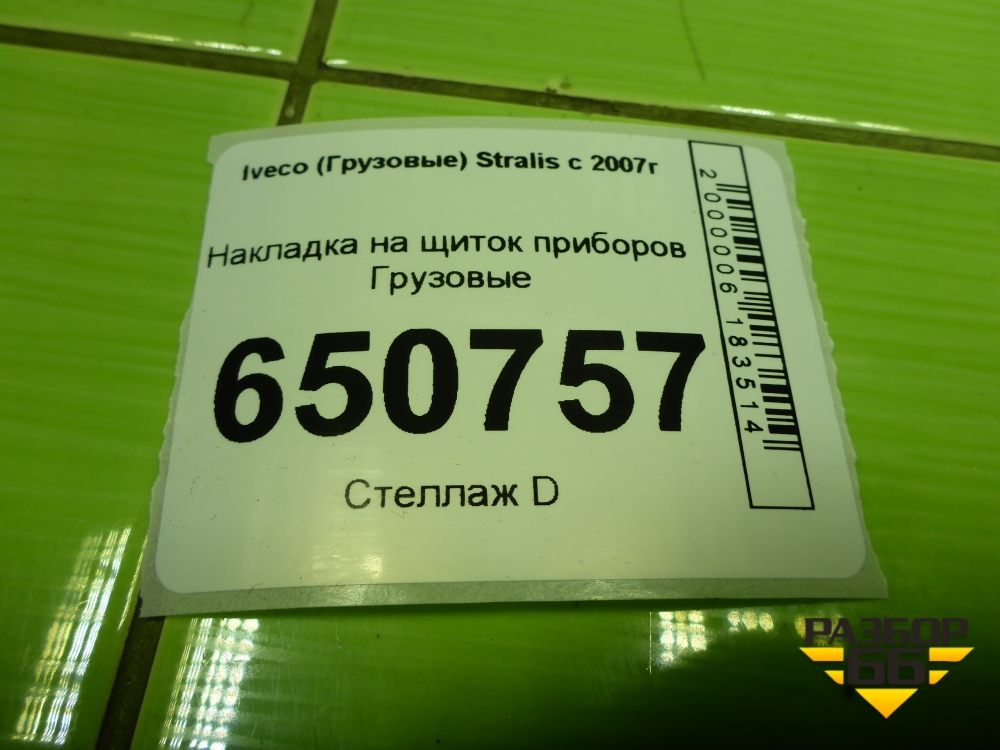 Iveco (Грузовые) Stralis с 2007г
Накладка на щиток приборов
Грузовые
650757
Стеллаж D
2000006183514
РАЗБОР
66